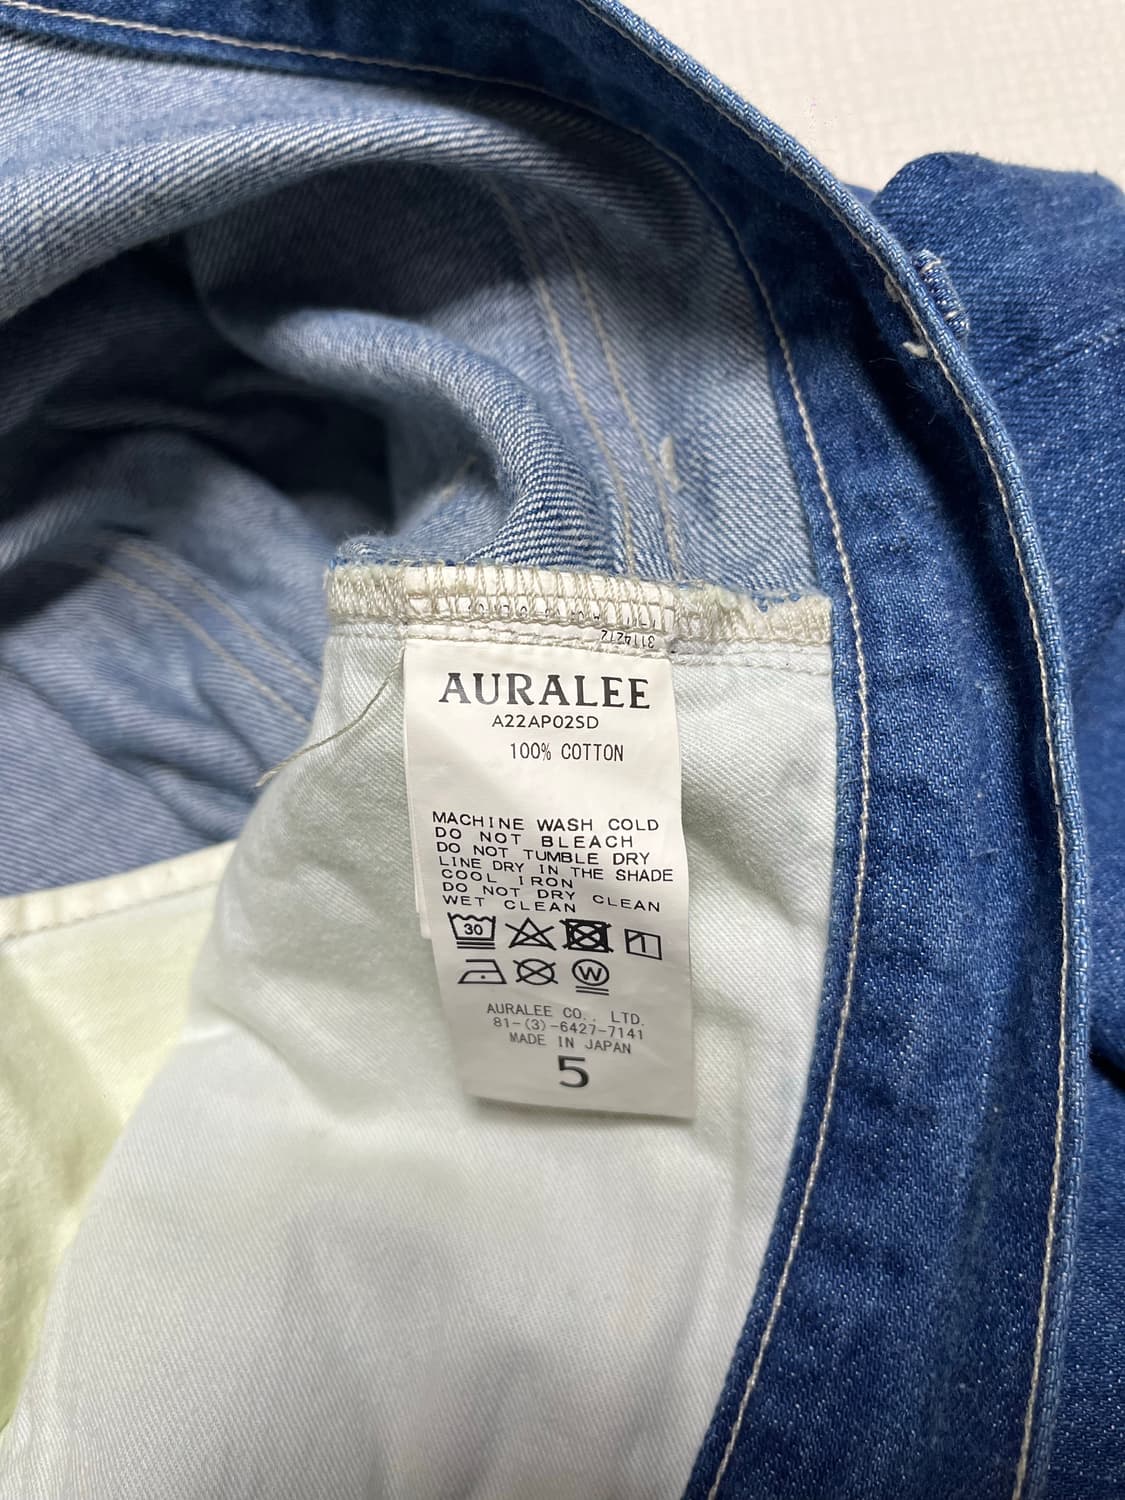 3114212
AURALEE
A22AP02SD
100% COTTON
MACHINE WASH COLD
DO NOT BLEACH
DO NOT TUMBLE DRY
LINE DRY IN THE SHADE
COOL IRON
DO NOT DRY CLEAN
WET CLEAN
30
W
AURALEE CO., LTD.
81-(3)-6427-7141
MADE IN JAPAN
5